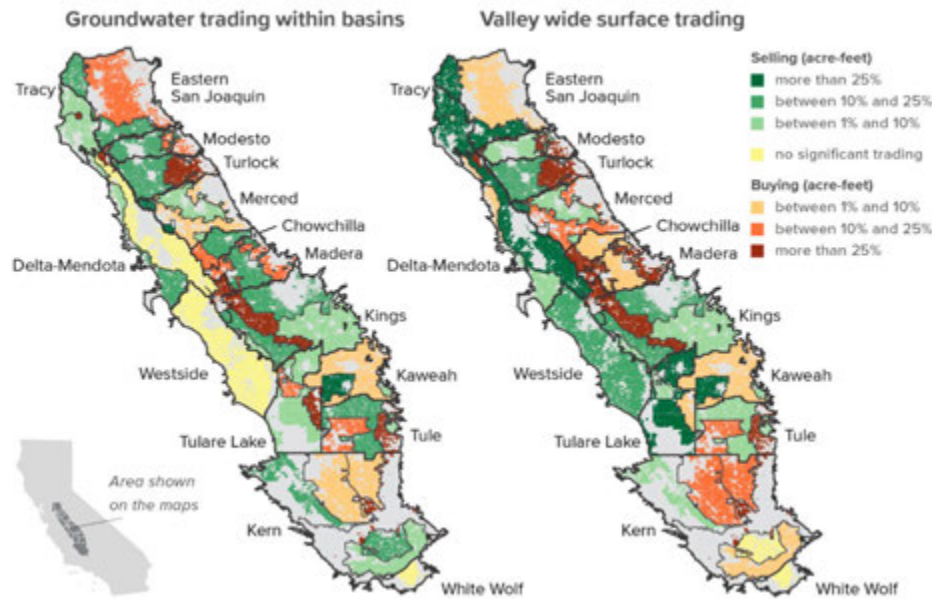 Groundwater trading within basins
Tracy
Eastern
San Joaquin
Modesto
Turlock
Merced
Chowchilla
Madera
Delta-Mendota
Kings
Westside
Kaweah
Tulare Lake
Tule
Kern
White Wolf
Area shown
on the maps
Valley wide surface trading
Tracy
Eastern
San Joaquin
Modesto
Turlock
Merced
Chowchilla
Madera
Delta-Mendota
Kings
Westside
Kaweah
Tulare Lake
Tule
Kern
White Wolf
Selling (acre-feet)
more than 25%
between 10% and 25%
between 1% and 10%
no significant trading
Buying (acre-feet)
between 1% and 10%
between 10% and 25%
more than 25%